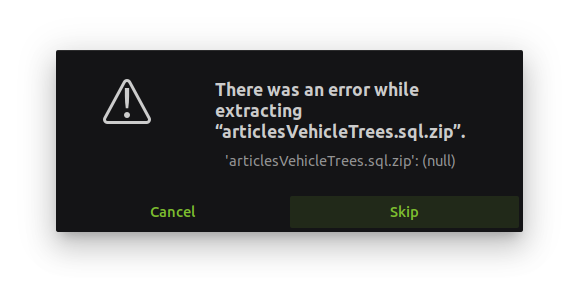 There was an error while
extracting
“articlesVehicleTrees.sql.zip”.
'articlesVehicleTrees.sql.zip': (null)
Cancel
Skip